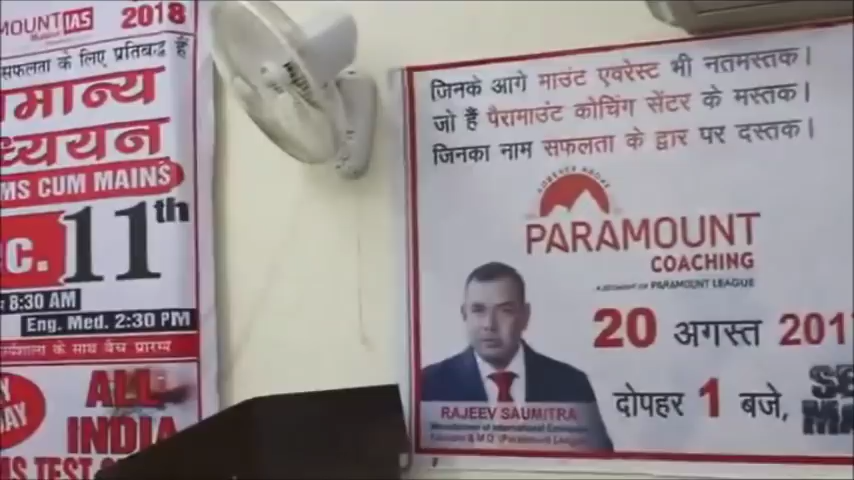 MOUNT IAS
2018
सफलता के लिए प्रतिबद्ध हैं
मान्य
ध्ययन
MS CUM MAINS
c. 11th
8:30 AM
Eng. Med. 2:30 PM
के साथ बैच प्रारम्भ
ALL
INDIA
MS TEST
जिनके आगे माउंट एवरेस्ट भी नतमस्तक।
जो हैं पैरामाउंट कोचिंग सेंटर के मस्तक।
जिनका नाम सफलता के द्वार पर दस्तक।
PARAMOUNT
COACHING
A SEGMENT OF PARAMOUNT LEAGUE
20 अगस्त 201
दोपहर 1 बजे,
RAJEEV SAUMITRA